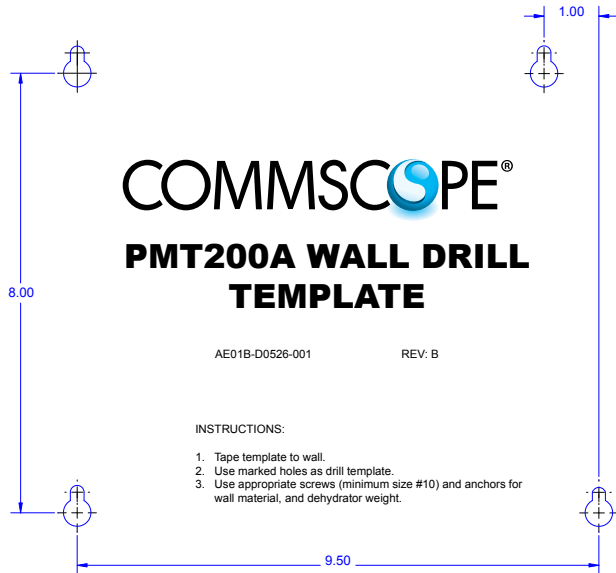 1.00
COMMSCOPE®
PMT200A WALL DRILL
TEMPLATE
8.00
AE01B-D0526-001 REV: B
INSTRUCTIONS:
1. Tape template to wall.
2. Use marked holes as drill template.
3. Use appropriate screws (minimum size #10) and anchors for
wall material, and dehydrator weight.
9.50